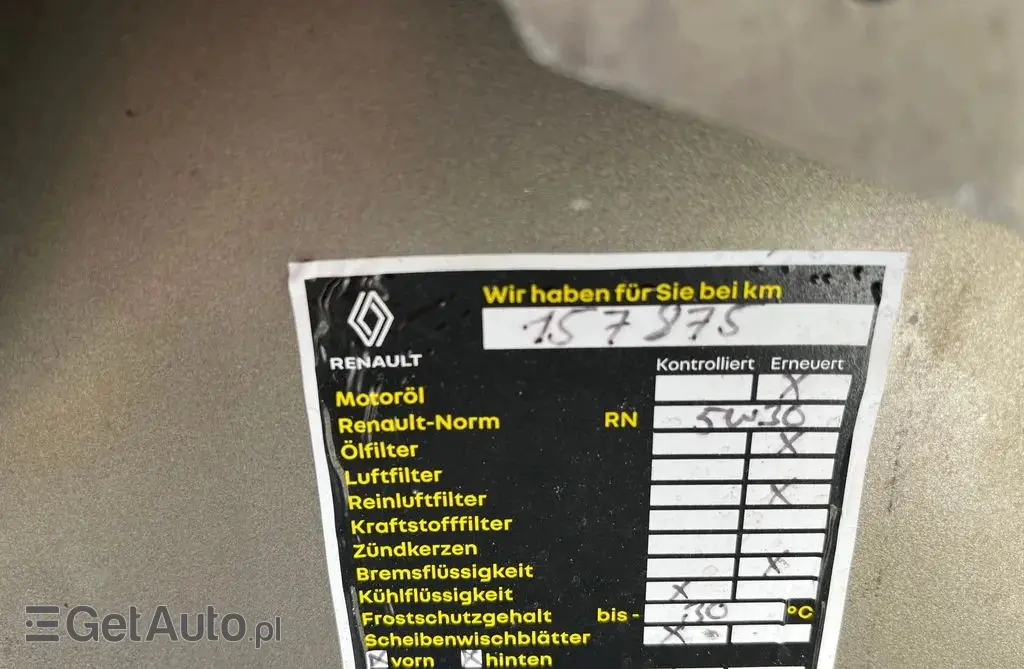 Wir haben für Sie bei km
157875
RENAULT
Kontrolliert Erneuert
Motoröl X
Renault-Norm RN 5W30
Ölfilter X
Luftfilter
Reinluftfilter X
Kraftstofffilter
Zündkerzen
Bremsflüssigkeit X
Kühlflüssigkeit X
Frostschutzgehalt bis - 30 °C
Scheibenwischblätter X
X vorn X hinten
GetAuto.pl